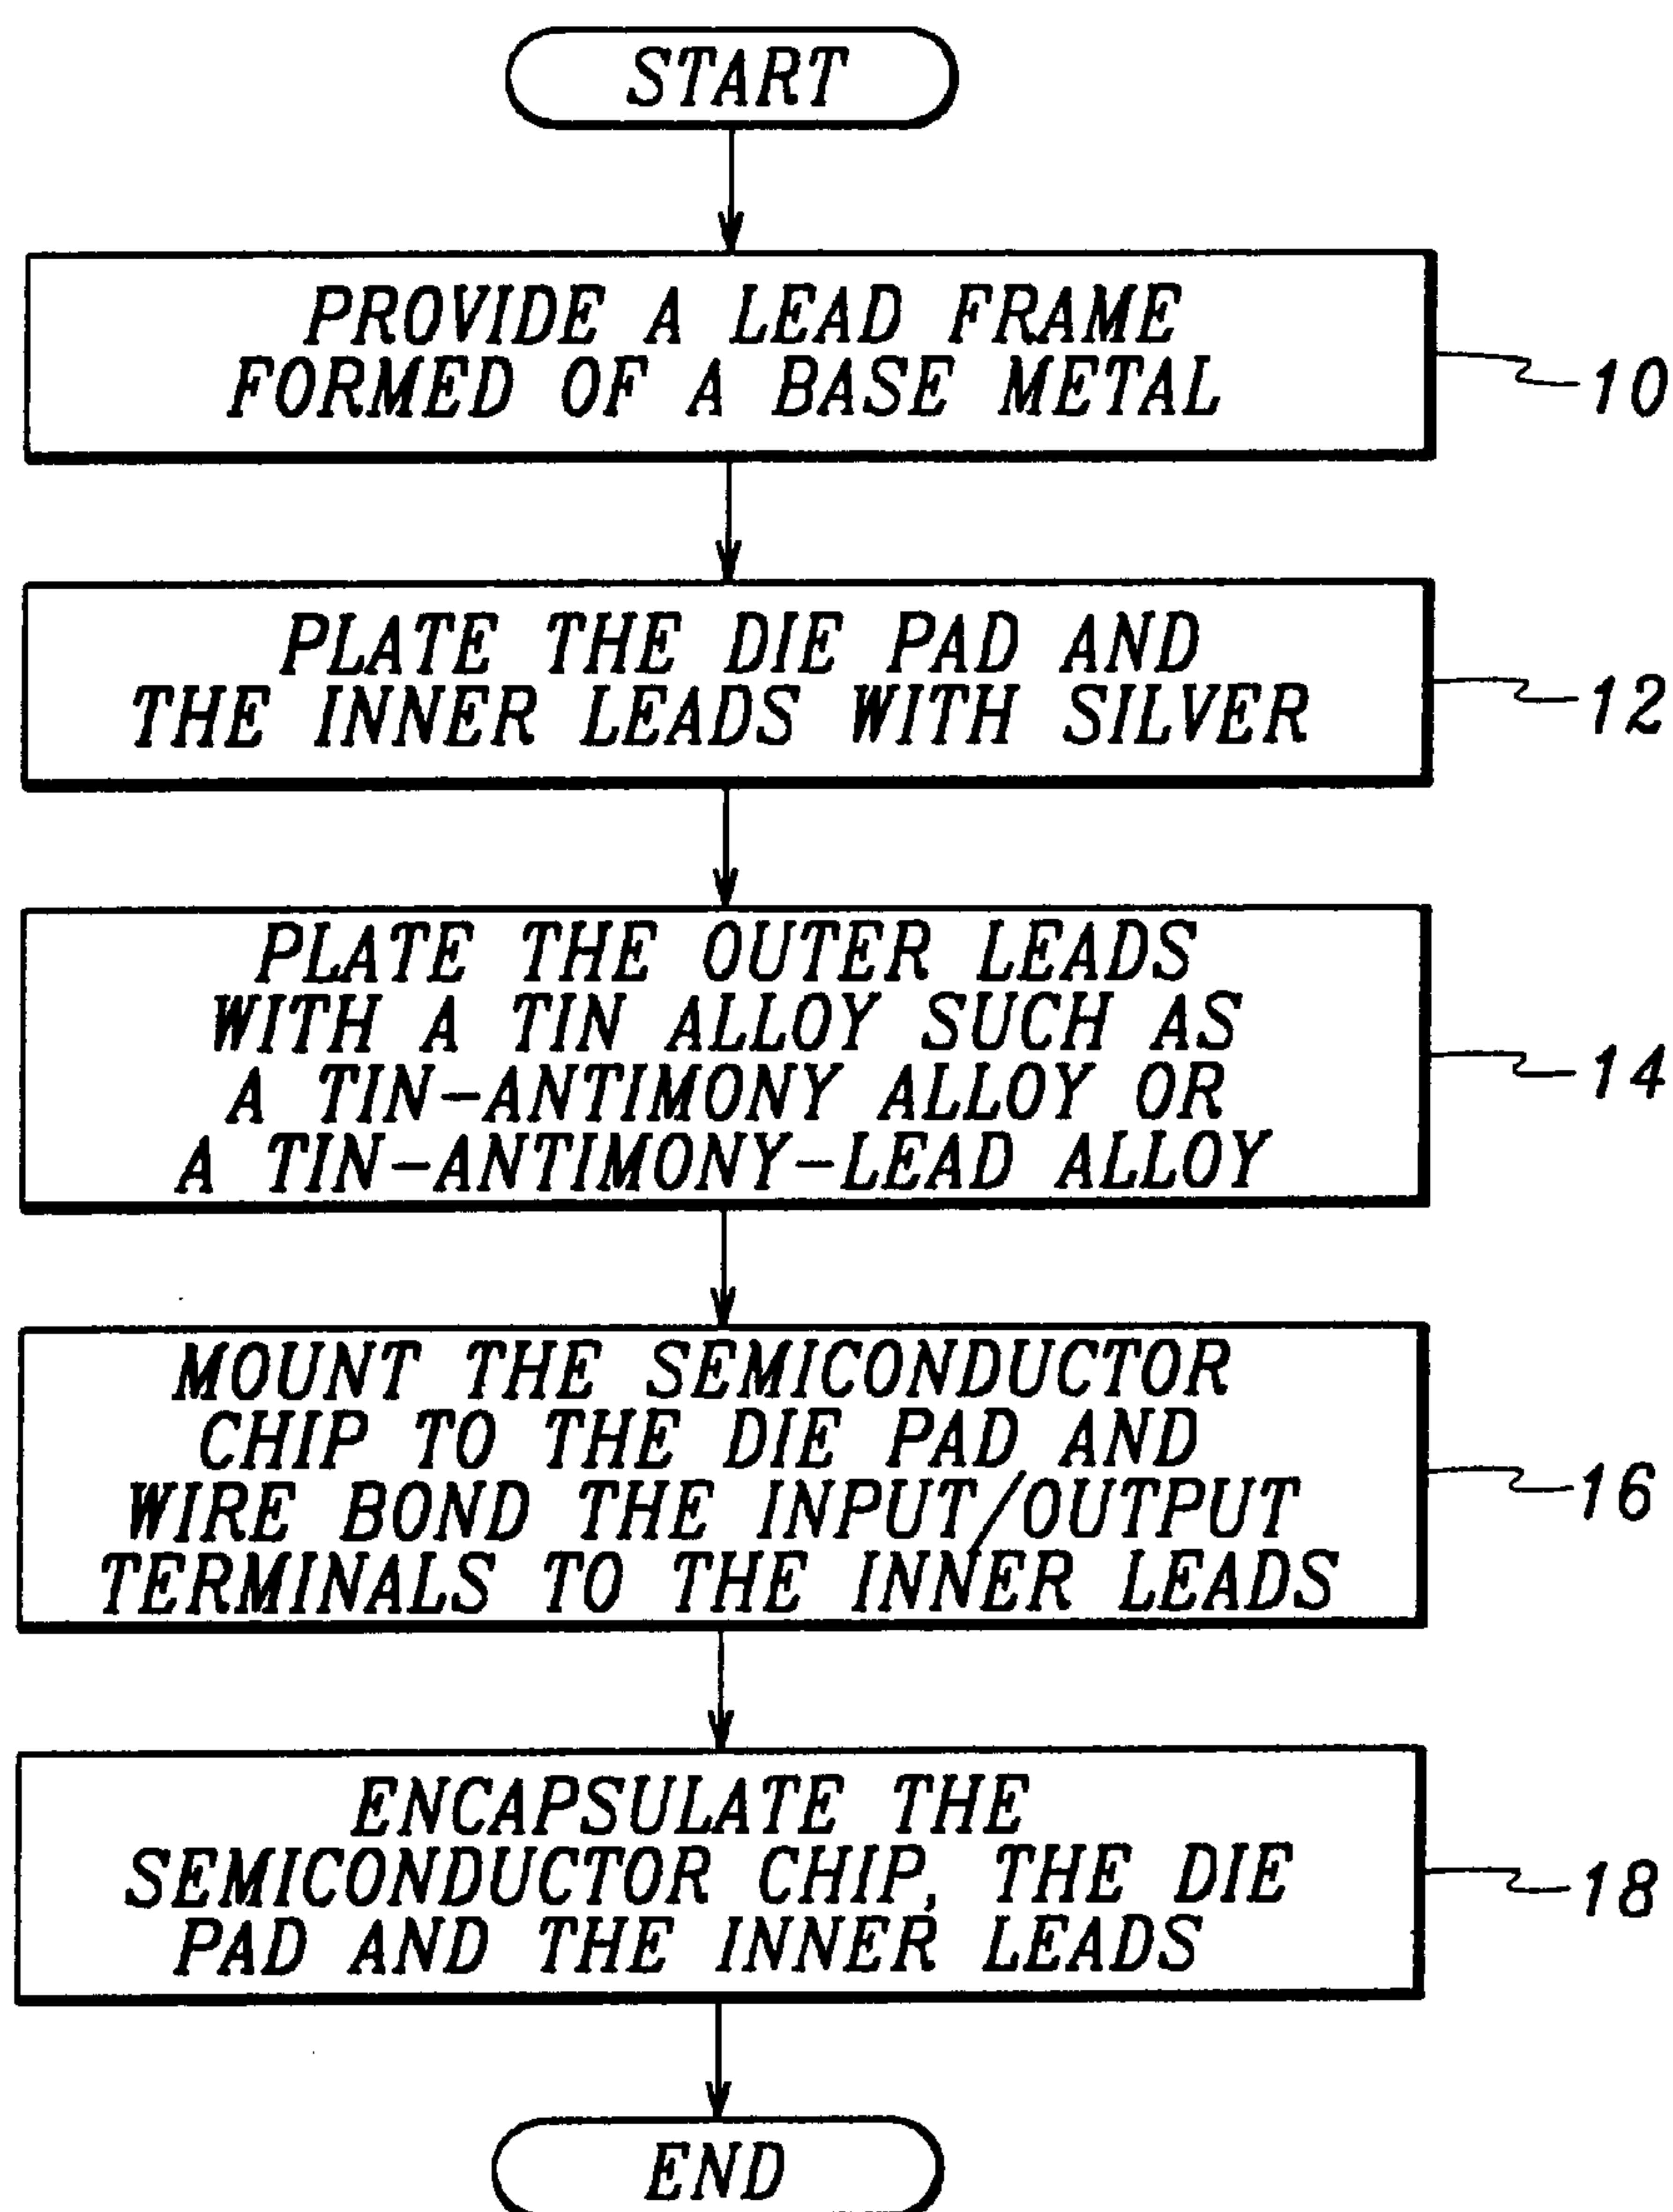 START
PROVIDE A LEAD FRAME
FORMED OF A BASE METAL
10
PLATE THE DIE PAD AND
THE INNER LEADS WITH SILVER
12
PLATE THE OUTER LEADS
WITH A TIN ALLOY SUCH AS
A TIN-ANTIMONY ALLOY OR
A TIN-ANTIMONY-LEAD ALLOY
14
MOUNT THE SEMICONDUCTOR
CHIP TO THE DIE PAD AND
WIRE BOND THE INPUT/OUTPUT
TERMINALS TO THE INNER LEADS
16
ENCAPSULATE THE
SEMICONDUCTOR CHIP, THE DIE
PAD AND THE INNER LEADS
18
END